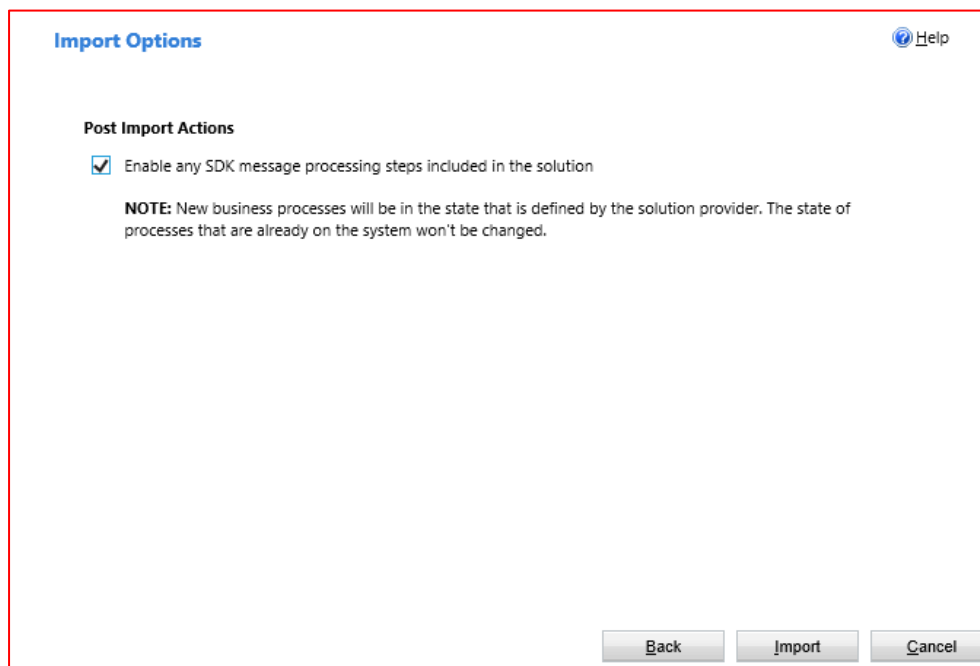 Import Options
Help
Post Import Actions
Enable any SDK message processing steps included in the solution
NOTE: New business processes will be in the state that is defined by the solution provider. The state of
processes that are already on the system won't be changed.
Back
Import
Cancel